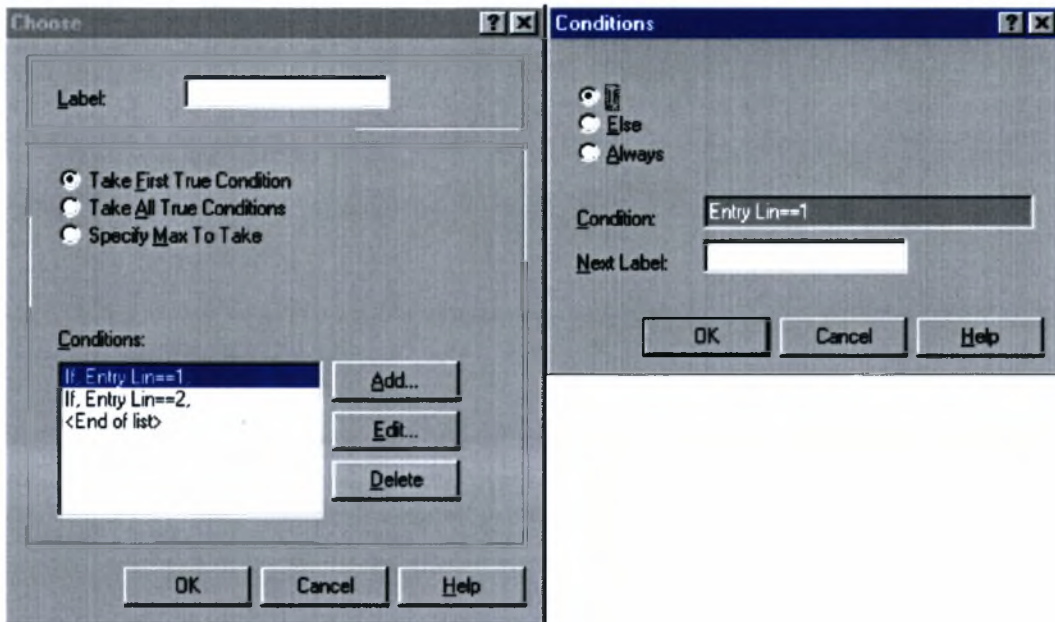 Choose
Label:
Take First True Condition
Take All True Conditions
Specify Max To Take
Conditions:
If, Entry Lin==1,
If, Entry Lin==2,
<End of list>
Add...
Edit...
Delete
OK Cancel Help
Conditions
If
Else
Always
Condition: Entry Lin==1
Next Label:
OK Cancel Help